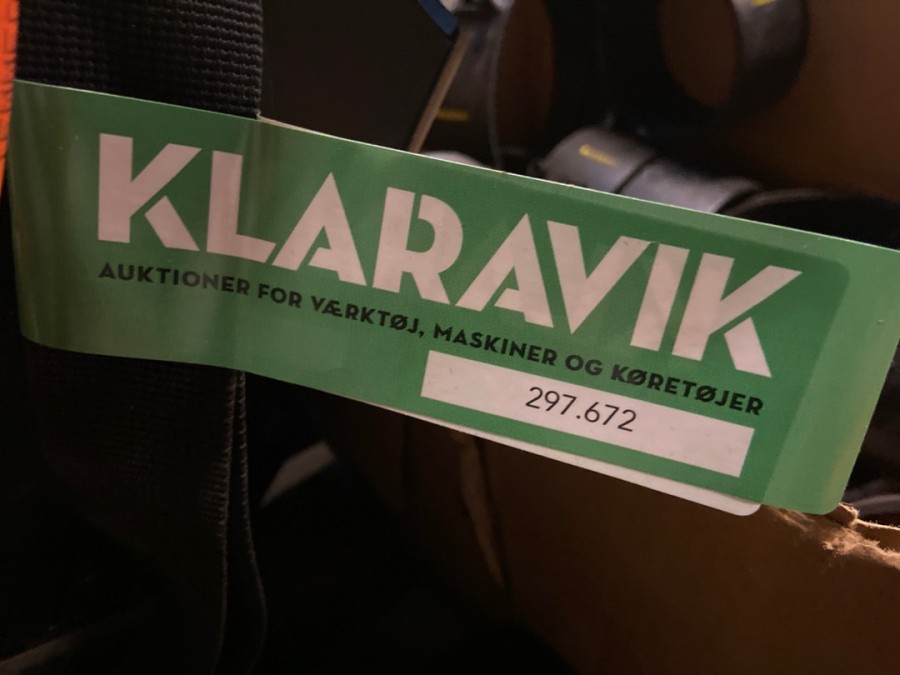 KLARAVIK
AUKTIONER FOR VÆRKTØJ, MASKINER OG KØRETØJER
297.672